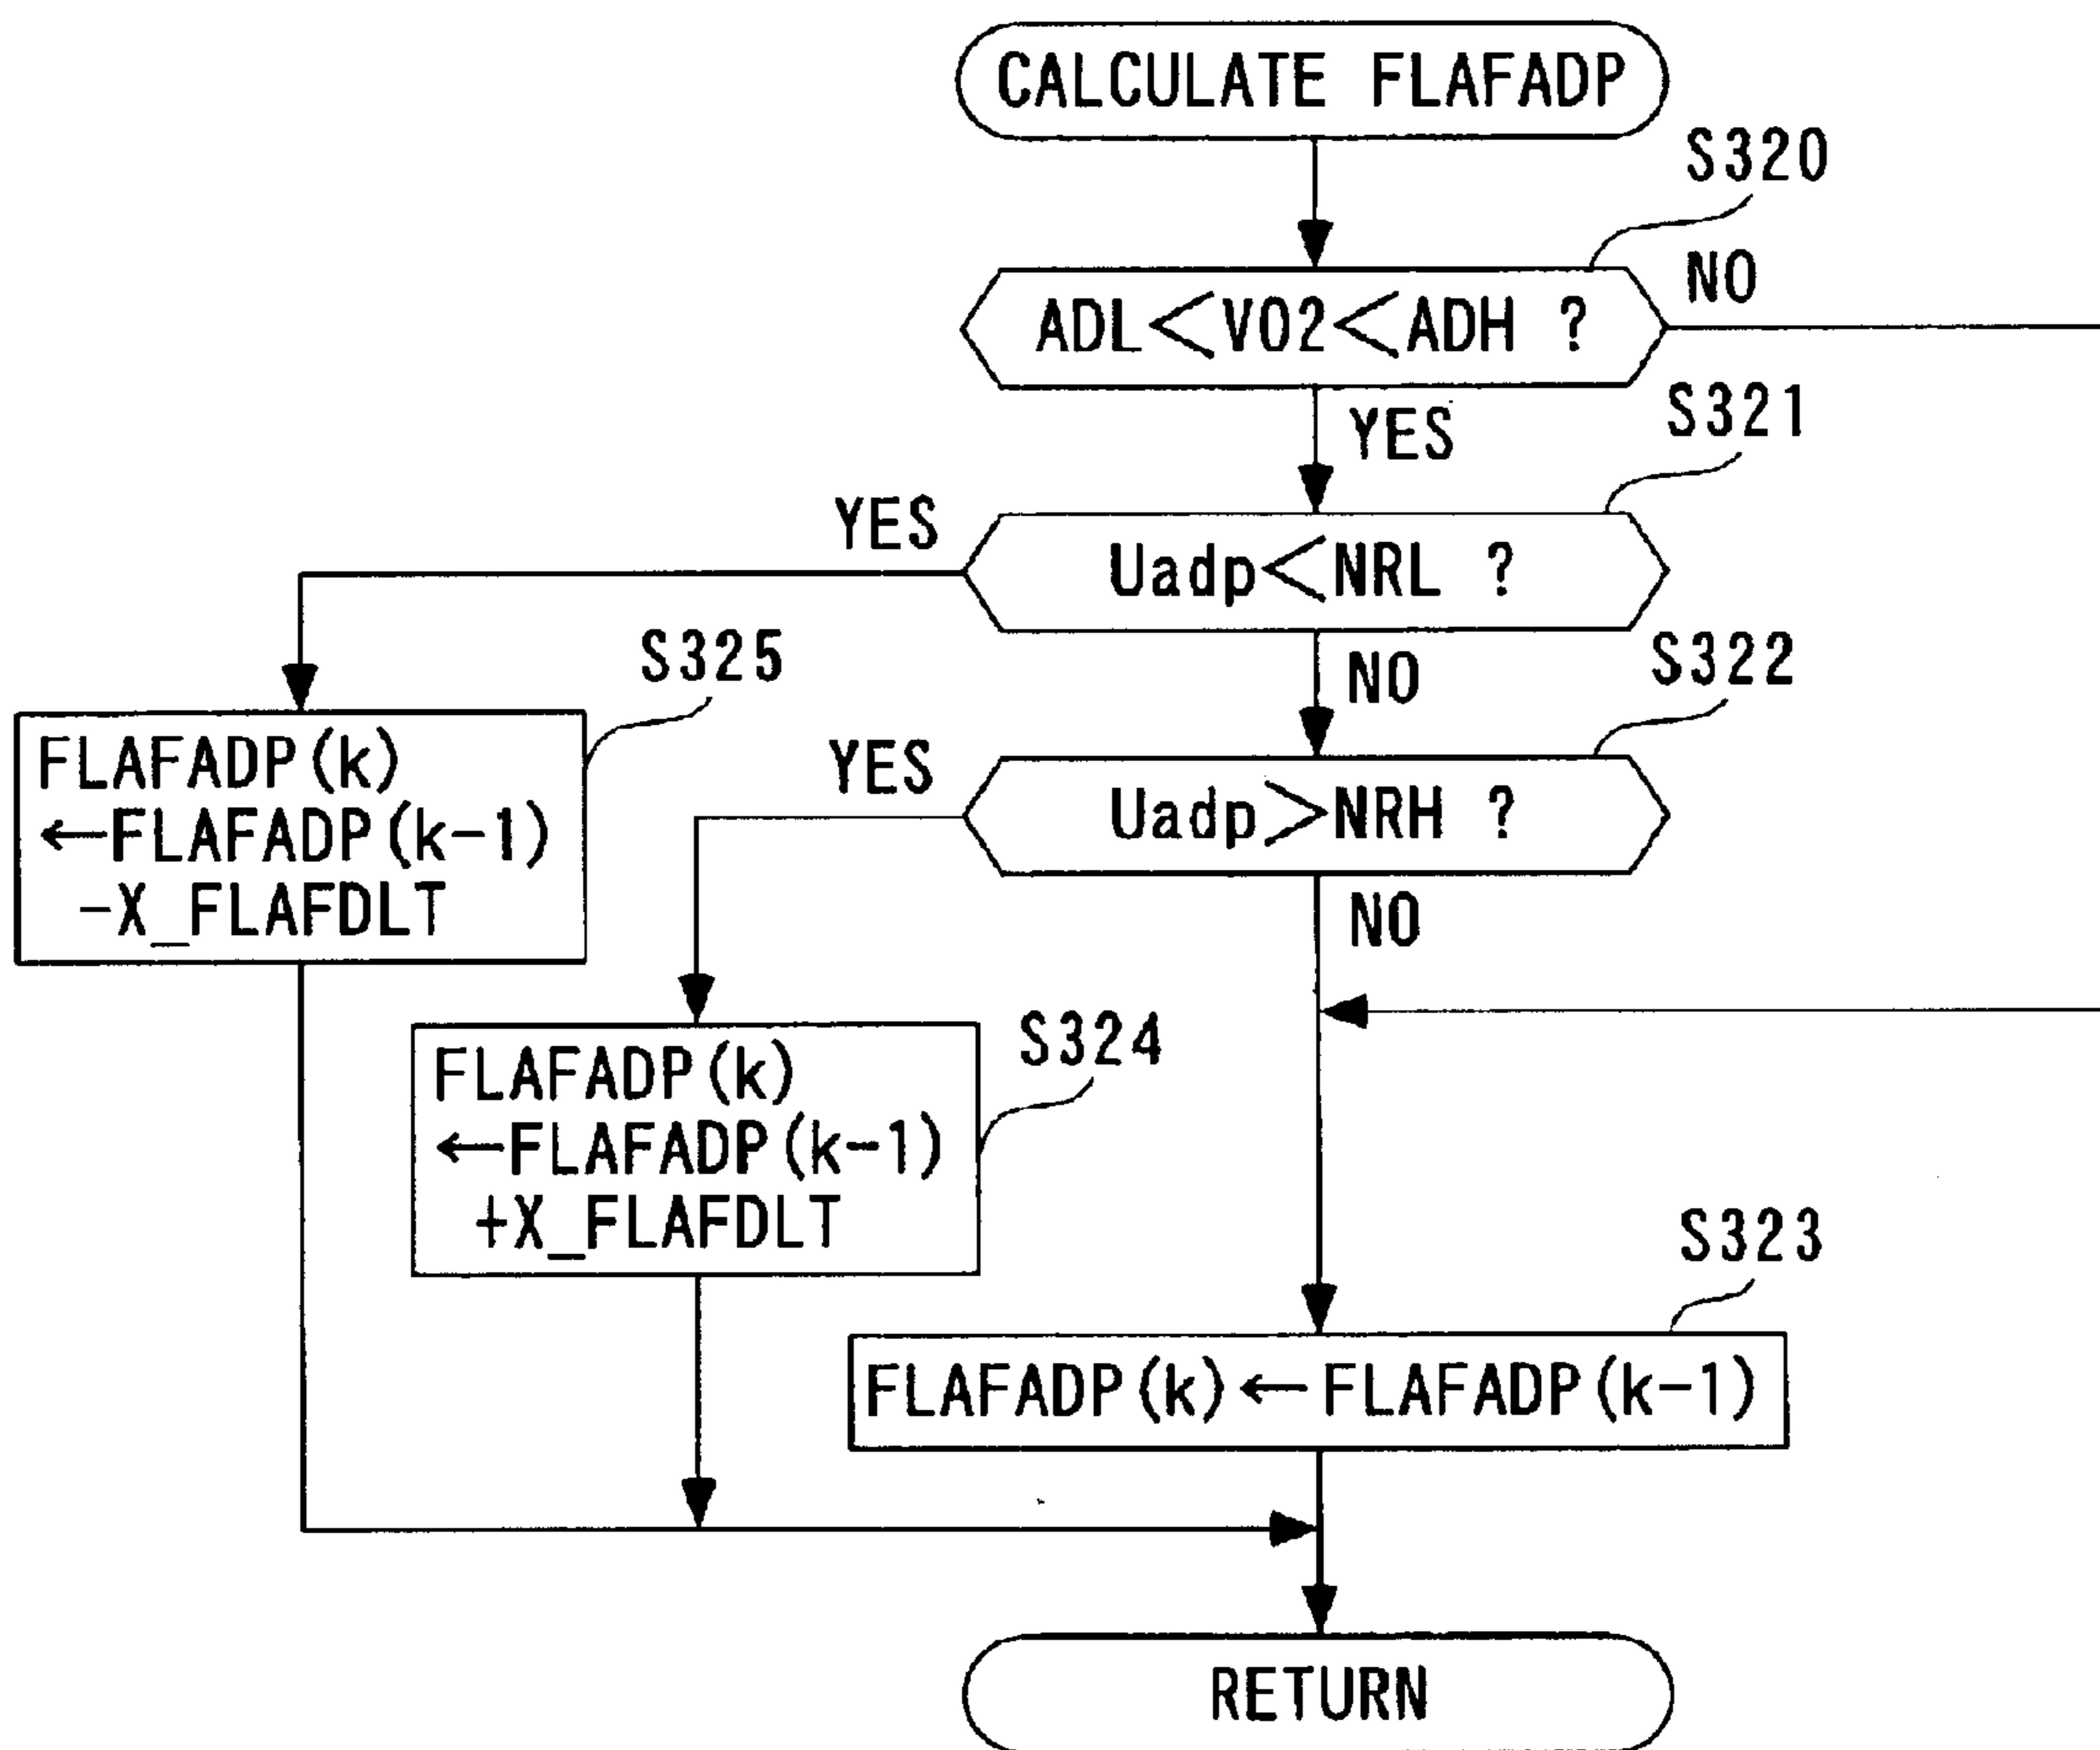 CALCULATE FLAFADP
S320
ADL<VO2<ADH ?
NO
YES
S321
Uadp<NRL ?
YES
NO
S322
Uadp>NRH ?
YES
NO
S325
FLAFADP(k)
←FLAFADP(k-1)
-X_FLAFDLT
S324
FLAFADP(k)
←FLAFADP(k-1)
+X_FLAFDLT
S323
FLAFADP(k)←FLAFADP(k-1)
RETURN